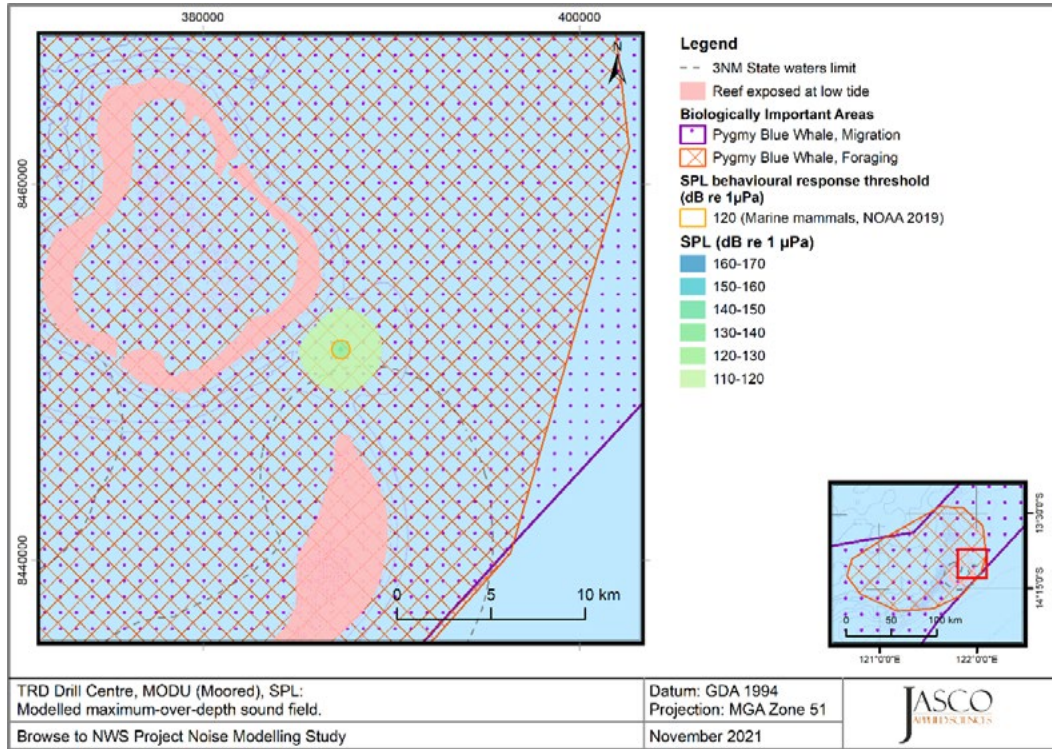 380000
400000
8460000
8440000
N
0 5 10 km
Legend
3NM State waters limit
Reef exposed at low tide
Biologically Important Areas
Pygmy Blue Whale, Migration
Pygmy Blue Whale, Foraging
SPL behavioural response threshold
(dB re 1µPa)
120 (Marine mammals, NOAA 2019)
SPL (dB re 1 µPa)
160-170
150-160
140-150
130-140
120-130
110-120
13°30'S
14°15'S
0 50 100 km
121°0'0"E
122°0'0"E
TRD Drill Centre, MODU (Moored), SPL:
Modelled maximum-over-depth sound field.
Browse to NWS Project Noise Modelling Study
Datum: GDA 1994
Projection: MGA Zone 51
November 2021
JASCO
APPLIED SCIENCES